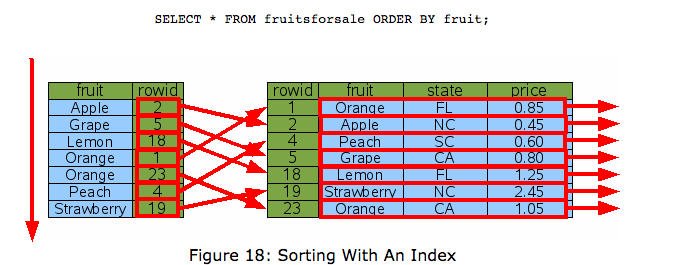 SELECT * FROM fruitsforsale ORDER BY fruit;
fruit rowid rowid fruit state price
Apple 2 1 Orange FL 0.85
Grape 5 2 Apple NC 0.45
Lemon 18 4 Peach SC 0.60
Orange 1 5 Grape CA 0.80
Orange 23 18 Lemon FL 1.25
Peach 4 19 Strawberry NC 2.45
Strawberry 19 23 Orange CA 1.05
Figure 18: Sorting With An Index